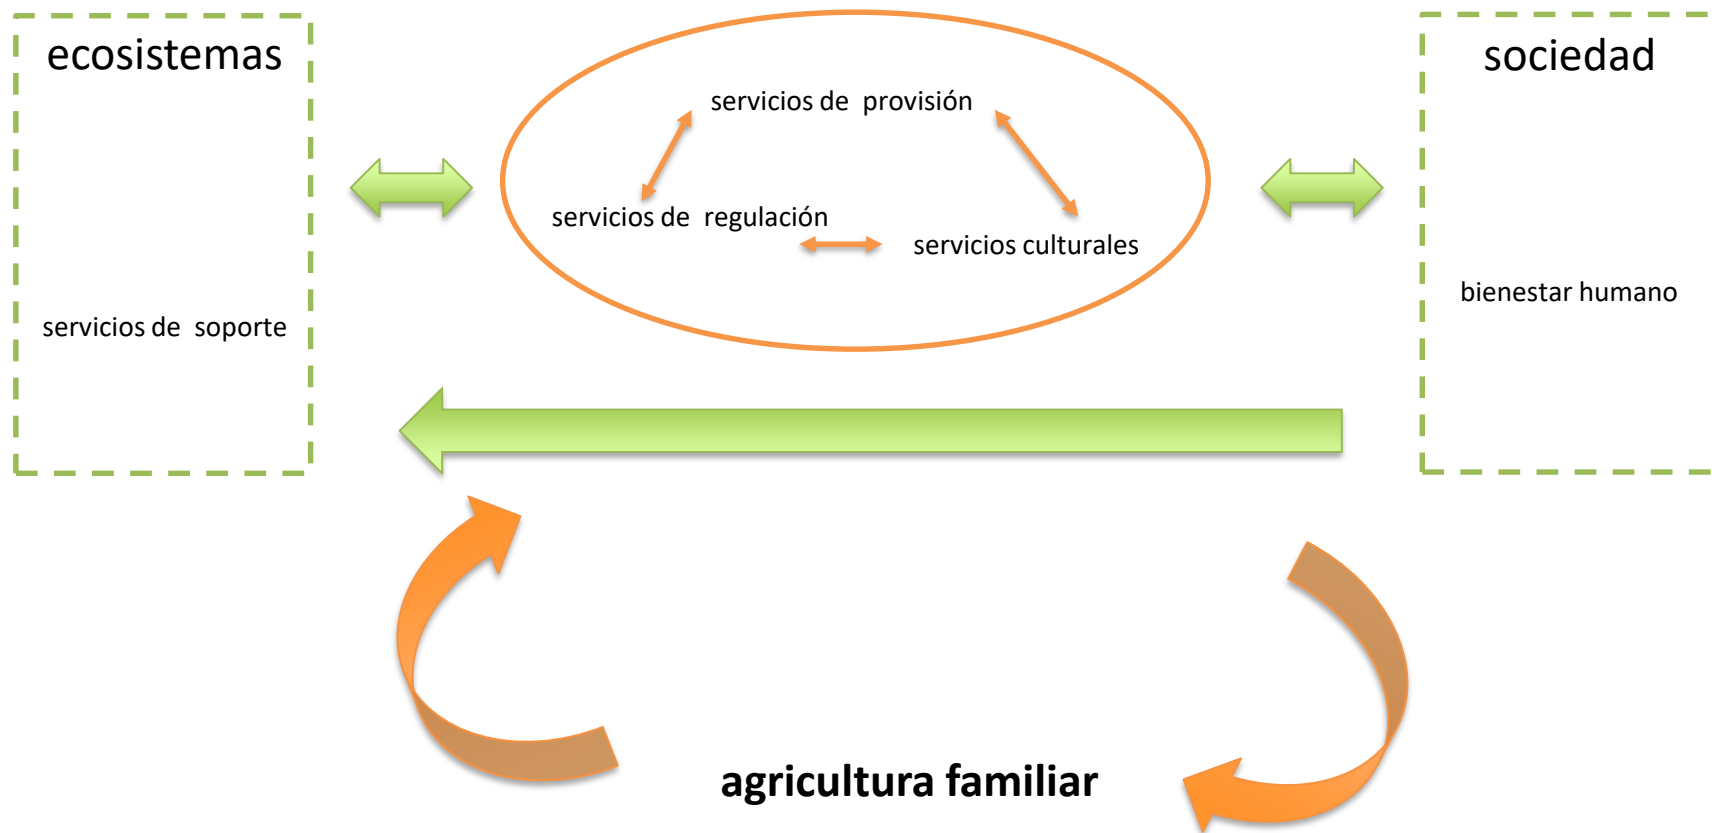 ecosistemas
sociedad
servicios de provisión
servicios de regulación
servicios culturales
bienestar humano
servicios de soporte
agricultura familiar